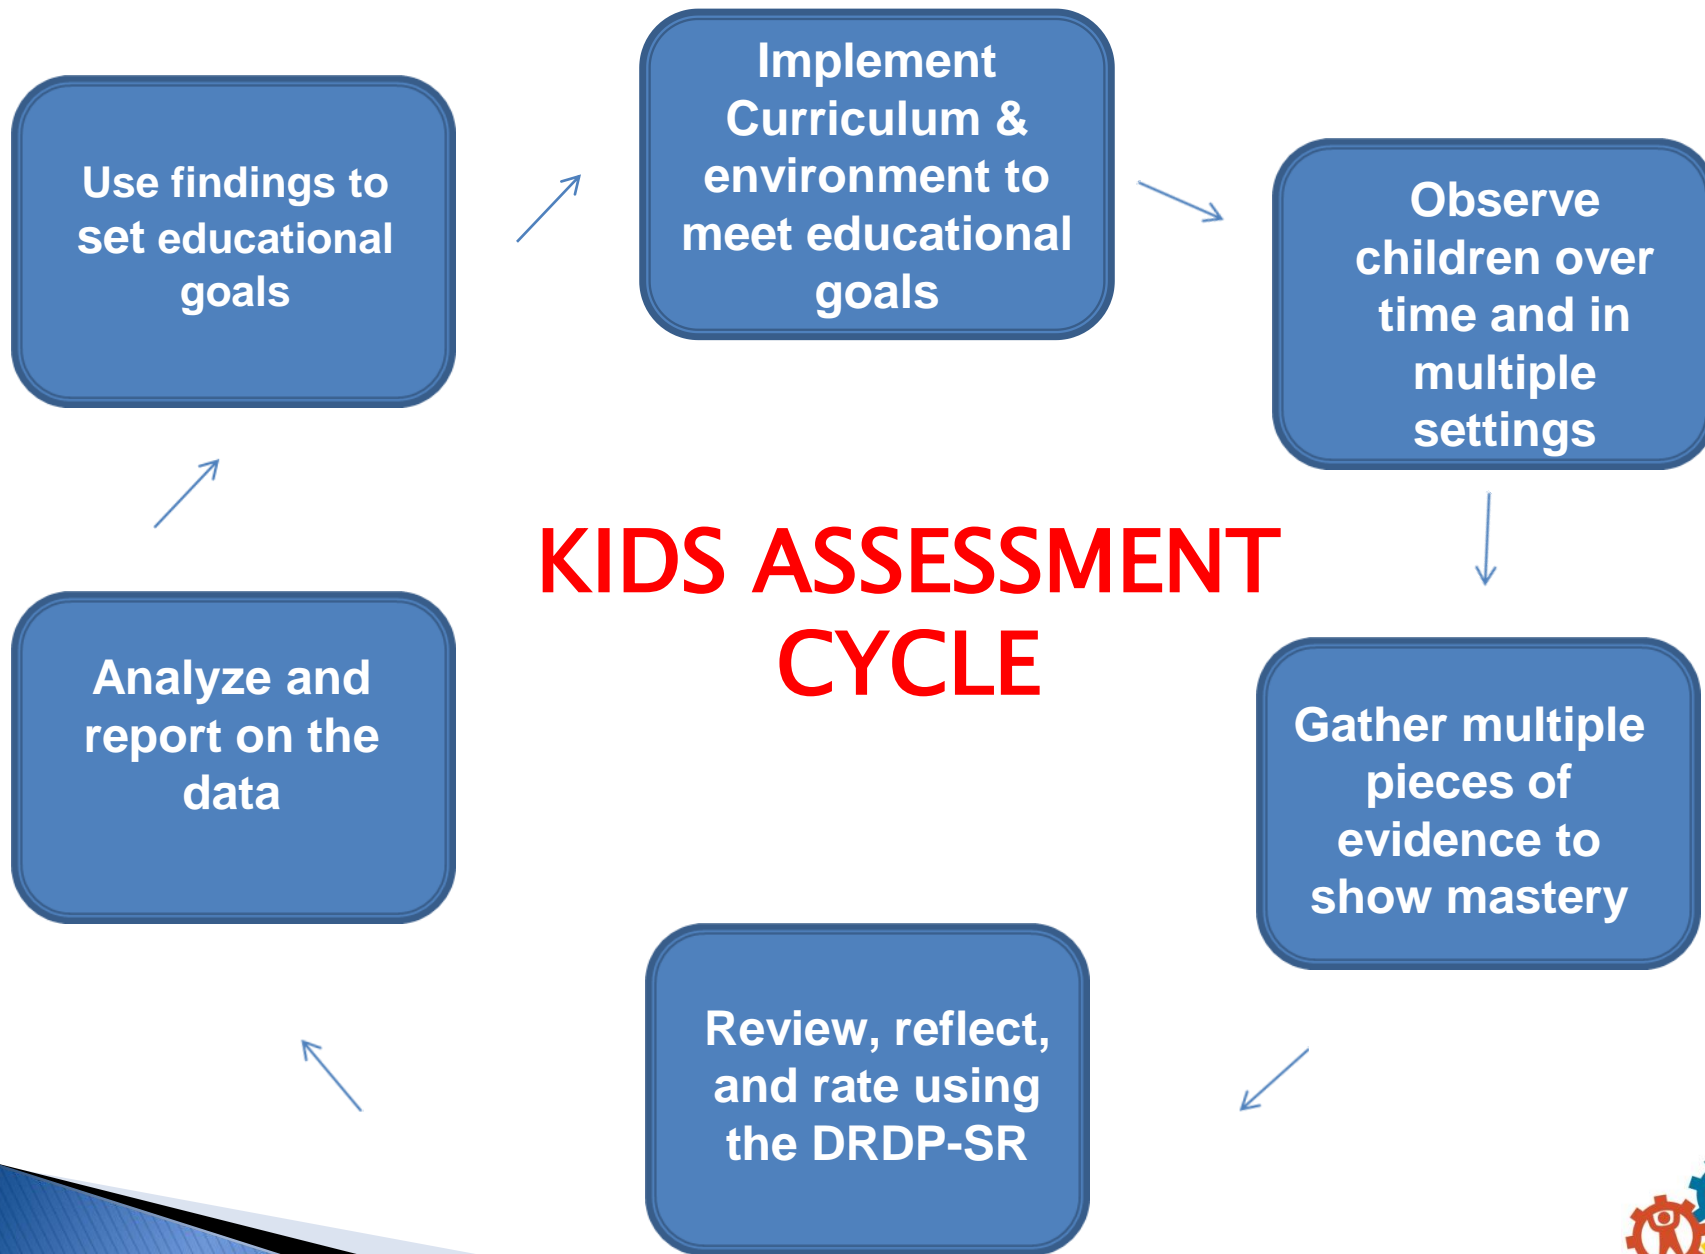 Implement
Curriculum &
environment to
meet educational
goals
Use findings to
set educational
goals
Observe
children over
time and in
multiple
settings
KIDS ASSESSMENT
CYCLE
Analyze and
report on the
data
Gather multiple
pieces of
evidence to
show mastery
Review, reflect,
and rate using
the DRDP-SR